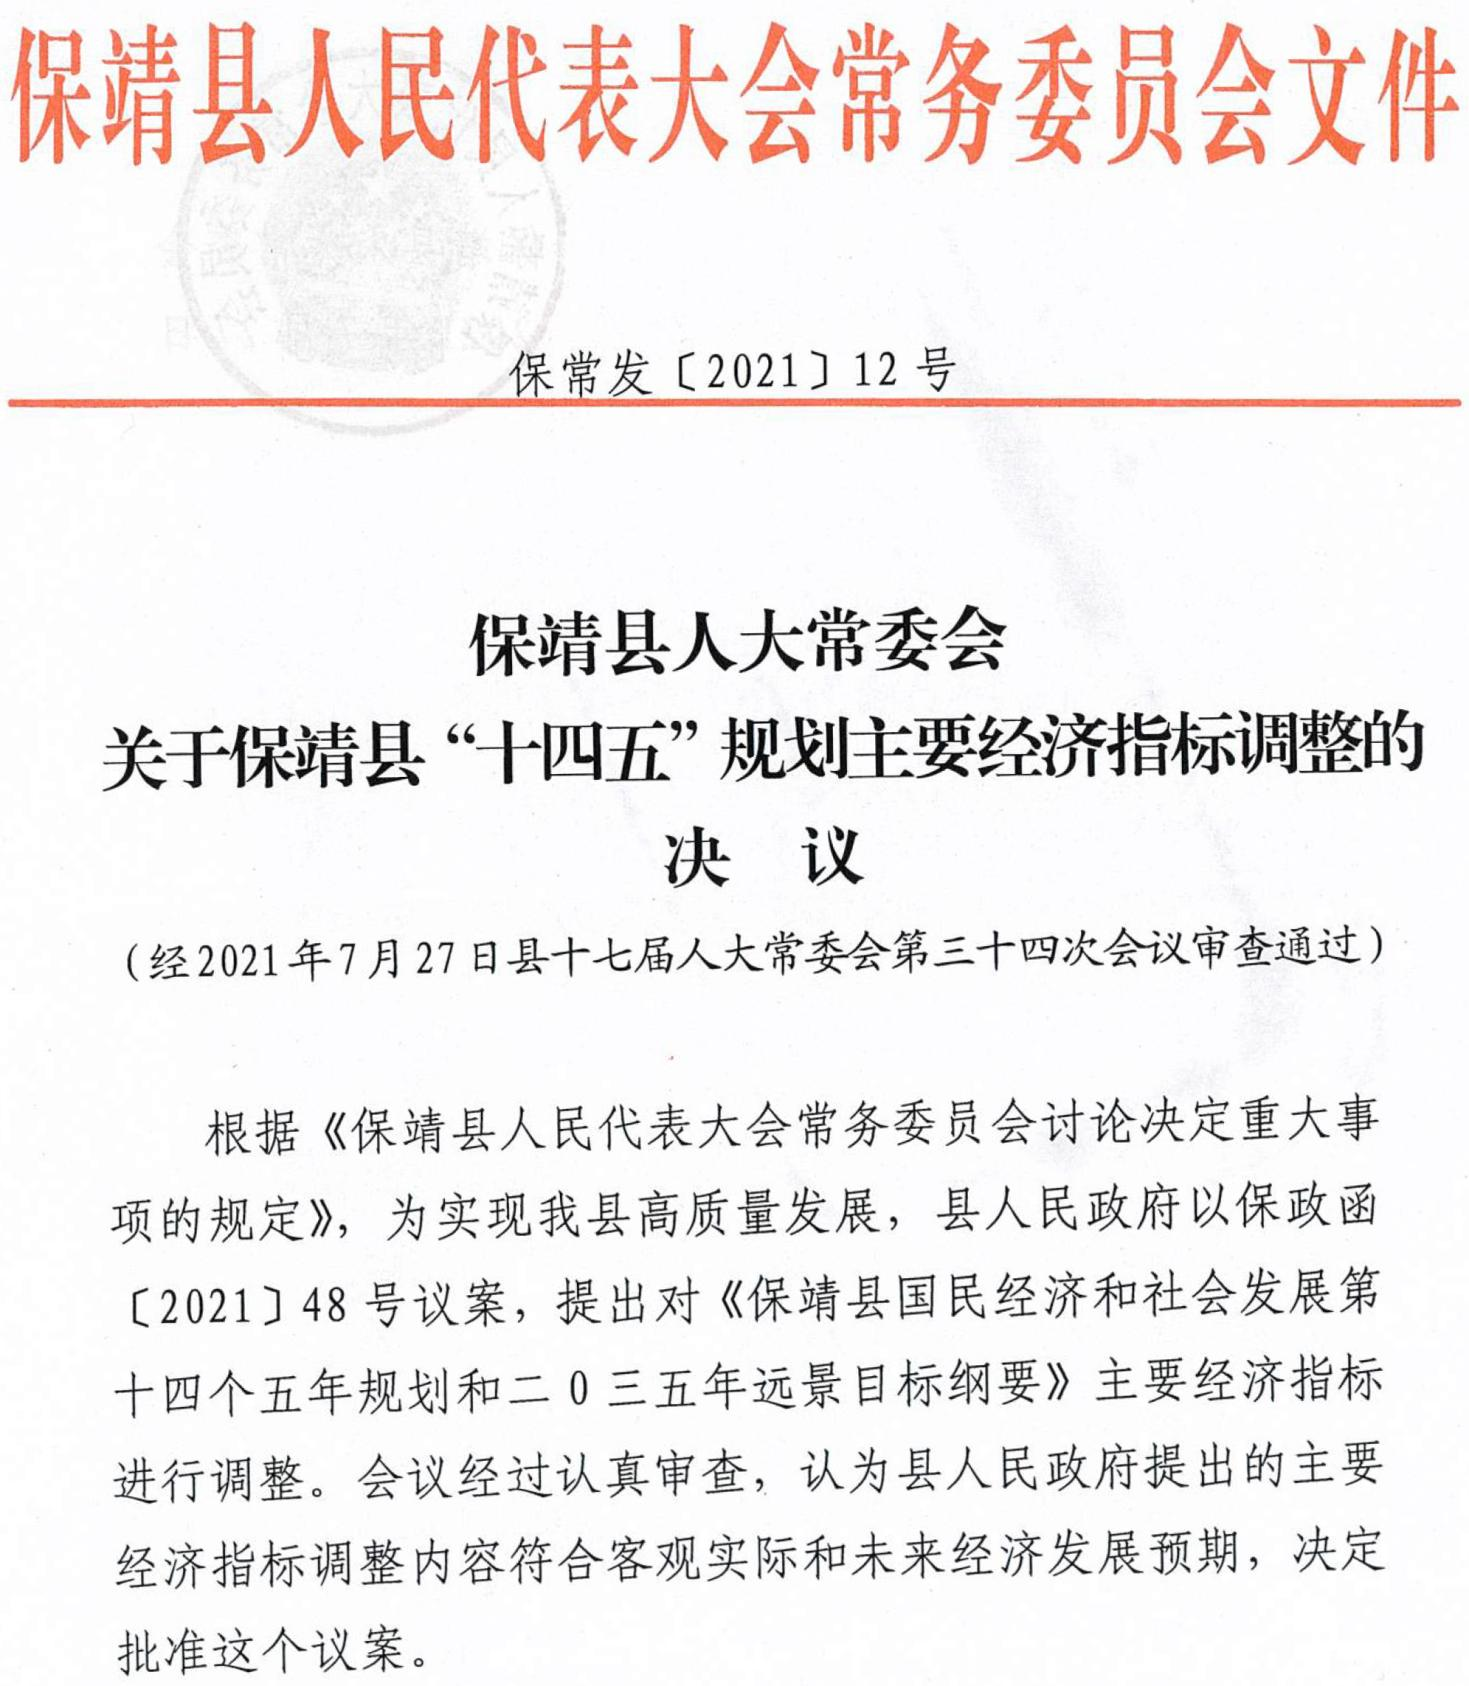 保靖县人民代表大会常务委员会文件
保常发〔2021〕12号
保靖县人大常委会
关于保靖县“十四五”规划主要经济指标调整的
决 议
（经2021年7月27日县十七届人大常委会第三十四次会议审查通过）
根据《保靖县人民代表大会常务委员会讨论决定重大事
项的规定》，为实现我县高质量发展，县人民政府以保政函
〔2021〕48号议案，提出对《保靖县国民经济和社会发展第
十四个五年规划和二0三五年远景目标纲要》主要经济指标
进行调整。会议经过认真审查，认为县人民政府提出的主要
经济指标调整内容符合客观实际和未来经济发展预期，决定
批准这个议案。